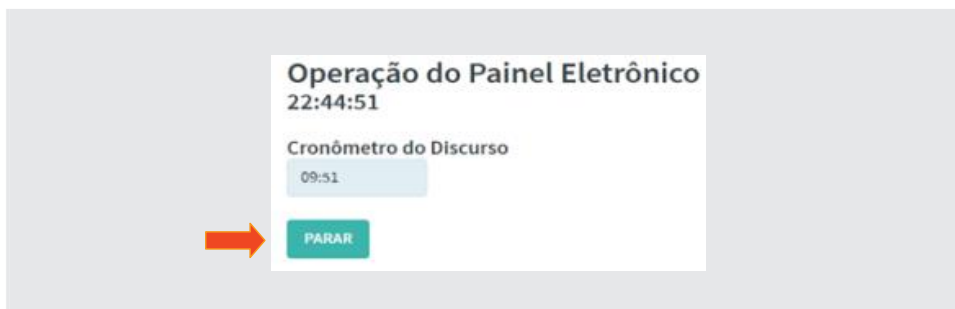 Operação do Painel Eletrônico
22:44:51
Cronômetro do Discurso
09:51
PARAR